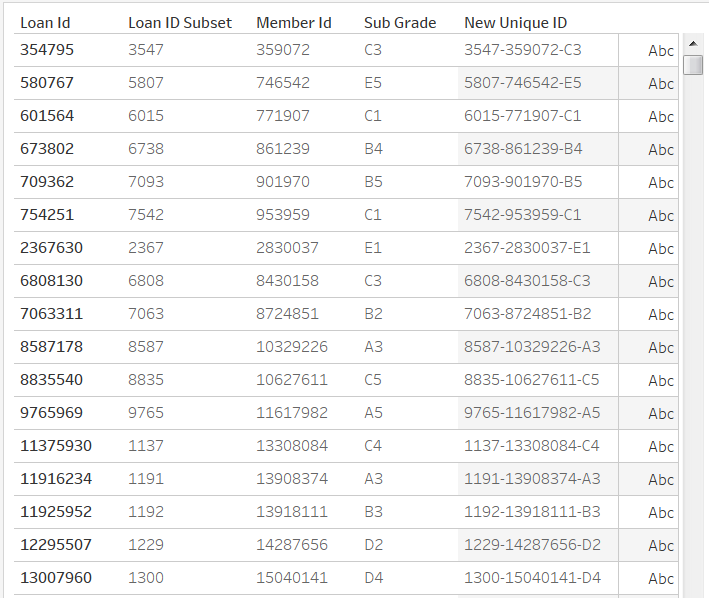 Loan Id Loan ID Subset Member Id Sub Grade New Unique ID
354795 3547 359072 C3 3547-359072-C3 Abc
580767 5807 746542 E5 5807-746542-E5 Abc
601564 6015 771907 C1 6015-771907-C1 Abc
673802 6738 861239 B4 6738-861239-B4 Abc
709362 7093 901970 B5 7093-901970-B5 Abc
754251 7542 953959 C1 7542-953959-C1 Abc
2367630 2367 2830037 E1 2367-2830037-E1 Abc
6808130 6808 8430158 C3 6808-8430158-C3 Abc
7063311 7063 8724851 B2 7063-8724851-B2 Abc
8587178 8587 10329226 A3 8587-10329226-A3 Abc
8835540 8835 10627611 C5 8835-10627611-C5 Abc
9765969 9765 11617982 A5 9765-11617982-A5 Abc
11375930 1137 13308084 C4 1137-13308084-C4 Abc
11916234 1191 13908374 A3 1191-13908374-A3 Abc
11925952 1192 13918111 B3 1192-13918111-B3 Abc
12295507 1229 14287656 D2 1229-14287656-D2 Abc
13007960 1300 15040141 D4 1300-15040141-D4 Abc